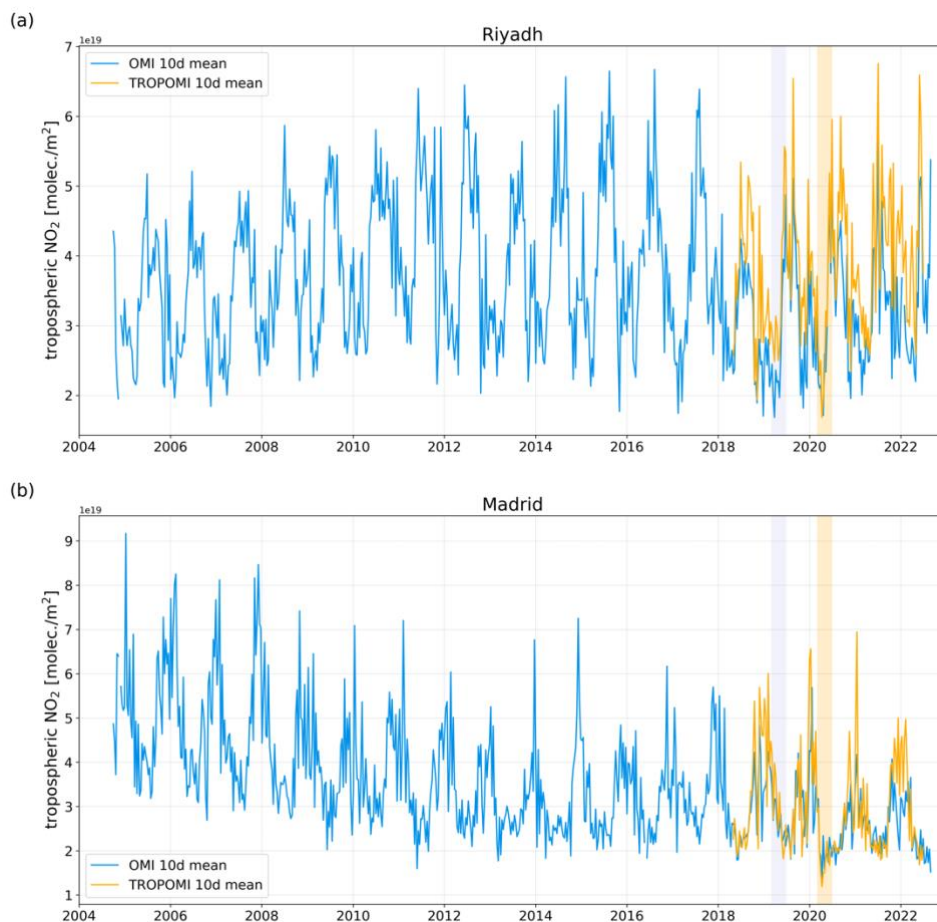 (a)
Riyadh
1e19
OMI 10d mean
TROPOMI 10d mean
tropospheric NO₂ [molec./m²]
7
6
5
4
3
2
2004 2006 2008 2010 2012 2014 2016 2018 2020 2022
(b)
Madrid
1e19
tropospheric NO₂ [molec./m²]
9
8
7
6
5
4
3
2
1
OMI 10d mean
TROPOMI 10d mean
2004 2006 2008 2010 2012 2014 2016 2018 2020 2022